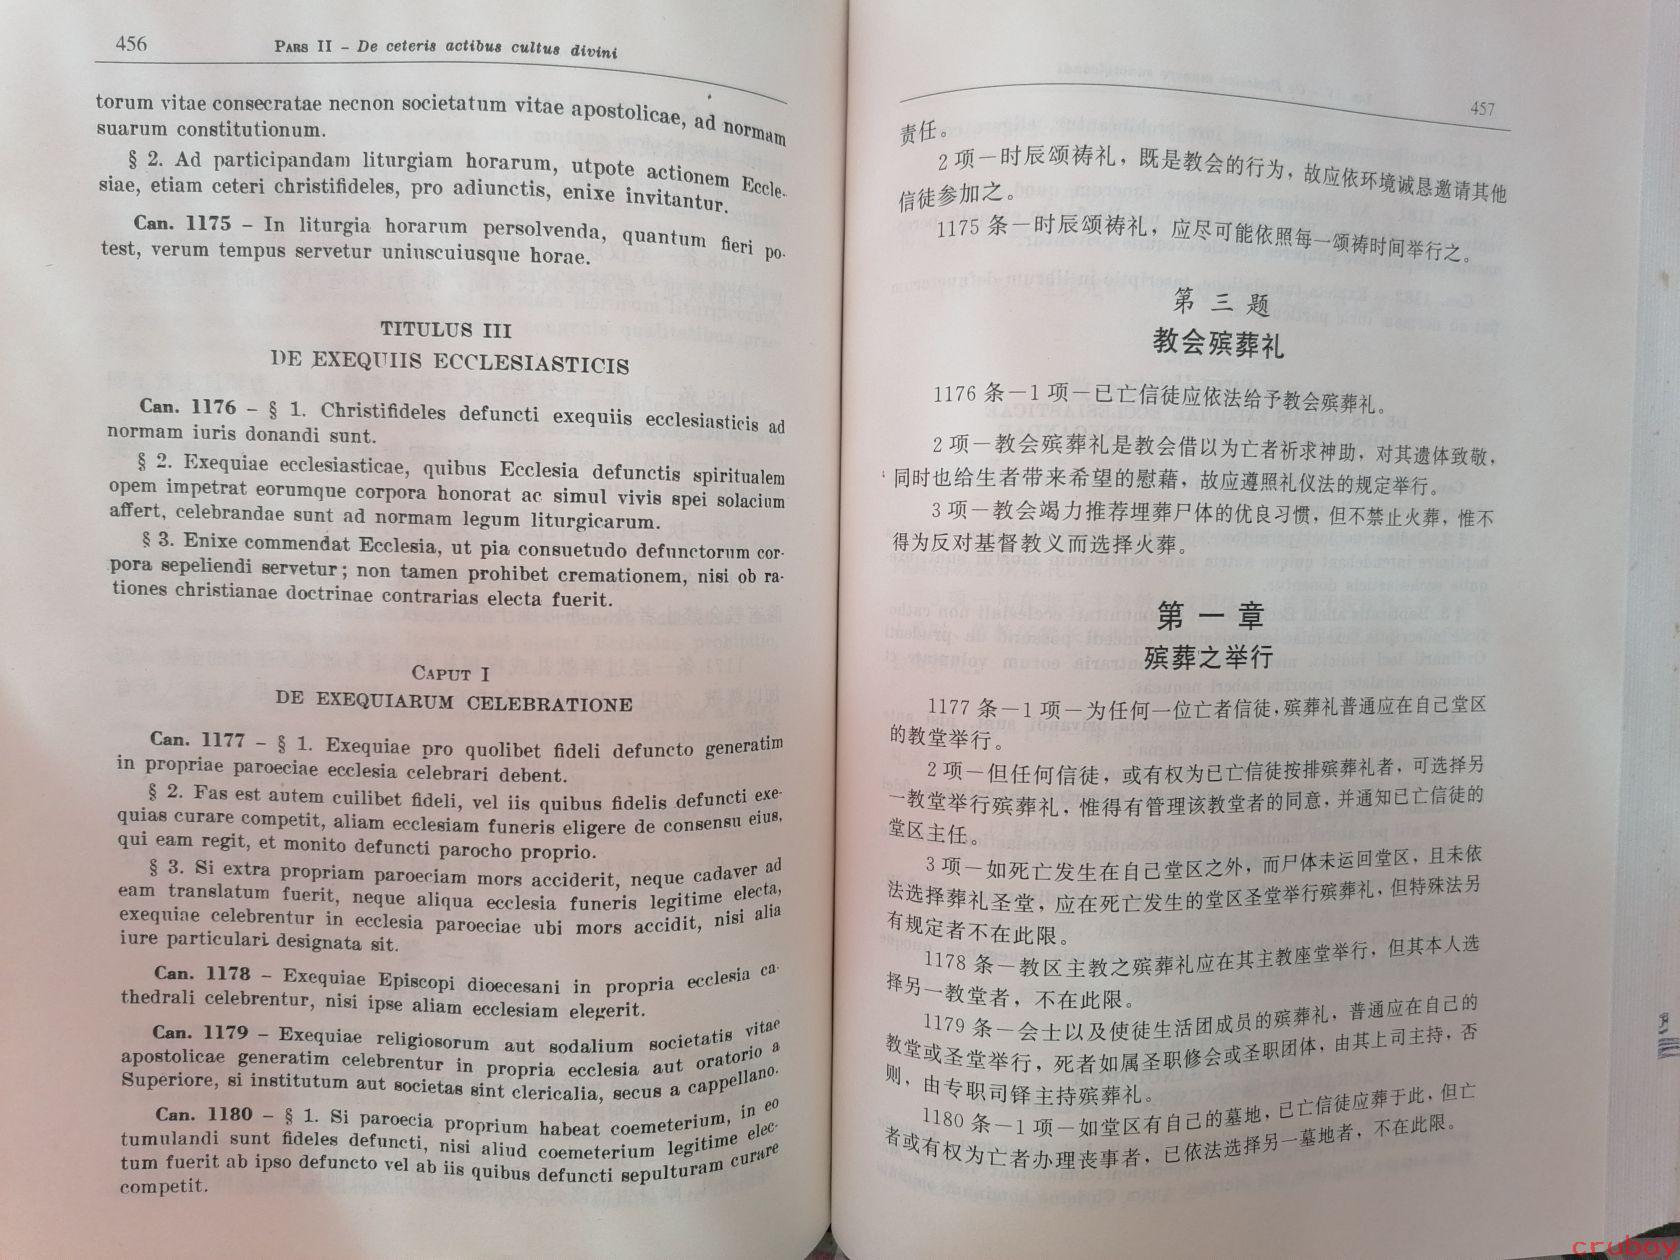 456
PARS II – De ceteris actibus cultus divini
torum vitae consecratae necnon societatum vitae apostolicae, ad normam
suarum constitutionum.
§ 2. Ad participandam liturgiam horarum, utpote actionem Eccle-
siae, etiam ceteri christifideles, pro adiunctis, enixe invitantur.
Can. 1175 – In liturgia horarum persolvenda, quantum fieri po-
test, verum tempus servetur uniuscuiusque horae.
TITULUS III
DE EXEQUIIS ECCLESIASTICIS
Can. 1176 – § 1. Christifideles defuncti exequiis ecclesiasticis ad
normam iuris donandi sunt.
§ 2. Exequiae ecclesiasticae, quibus Ecclesia defunctis spiritualem
opem impetrat eorumque corpora honorat ac simul vivis spei solacium
affert, celebrandae sunt ad normam legum liturgicarum.
§ 3. Enixe commendat Ecclesia, ut pia consuetudo defunctorum cor-
pora sepeliendi servetur; non tamen prohibet cremationem, nisi ob ra-
tiones christianae doctrinae contrarias electa fuerit.
CAPUT I
DE EXEQUIARUM CELEBRATIONE
Can. 1177 – § 1. Exequiae pro quolibet fideli defuncto generatim
in propriae paroeciae ecclesia celebrari debent.
§ 2. Fas est autem cuilibet fideli, vel iis quibus fidelis defuncti exe-
quias curare competit, aliam ecclesiam funeris eligere de consensu eius,
qui eam regit, et monito defuncti parocho proprio.
§ 3. Si extra propriam paroeciam mors acciderit, neque cadaver ad
eam translatum fuerit, neque aliqua ecclesia funeris legitime electa,
exequiae celebrentur in ecclesia paroeciae ubi mors accidit, nisi alia
iure particulari designata sit.
Can. 1178 – Exequiae Episcopi dioecesani in propria ecclesia ca-
thedrali celebrentur, nisi ipse aliam ecclesiam elegerit.
Can. 1179 – Exequiae religiosorum aut sodalium societatis vitae
apostolicae generatim celebrentur in propria ecclesia aut oratorio a
Superiore, si institutum aut societas sint clericalia, secus a cappellano.
Can. 1180 – § 1. Si paroecia proprium habeat coemeterium, in eo
tumulandi sunt fideles defuncti, nisi aliud coemeterium legitime elec-
tum fuerit ab ipso defuncto vel ab iis quibus defuncti sepulturam curare
competit.
457
责任。
2 项－时辰颂祷礼，既是教会的行为，故应依环境诚恳邀请其他
信徒参加之。
1175 条－时辰颂祷礼，应尽可能依照每一颂祷时间举行之。
第 三 题
教会殡葬礼
1176 条－1 项－已亡信徒应依法给予教会殡葬礼。
2 项－教会殡葬礼是教会借以为亡者祈求神助，对其遗体致敬，
同时也给生者带来希望的慰藉，故应遵照礼仪法的规定举行。
3 项－教会竭力推荐埋葬尸体的优良习惯，但不禁止火葬，惟不
得为反对基督教义而选择火葬。
第 一 章
殡葬之举行
1177 条－1 项－为任何一位亡者信徒，殡葬礼普通应在自己堂区
的教堂举行。
2 项－但任何信徒，或有权为已亡信徒按排殡葬礼者，可选择另
一教堂举行殡葬礼，惟得有管理该教堂者的同意，并通知已亡信徒的
堂区主任。
3 项－如死亡发生在自己堂区之外，而尸体未运回堂区，且未依
法选择葬礼圣堂，应在死亡发生的堂区圣堂举行殡葬礼，但特殊法另
有规定者不在此限。
1178 条－教区主教之殡葬礼应在其主教座堂举行，但其本人选
择另一教堂者，不在此限。
1179 条－会士以及使徒生活团成员的殡葬礼，普通应在自己的
教堂或圣堂举行，死者如属圣职修会或圣职团体，由其上司主持，否
则，由专职司铎主持殡葬礼。
1180 条－1 项－如堂区有自己的墓地，已亡信徒应葬于此，但亡
者或有权为亡者办理丧事者，已依法选择另一墓地者，不在此限。
cruboy